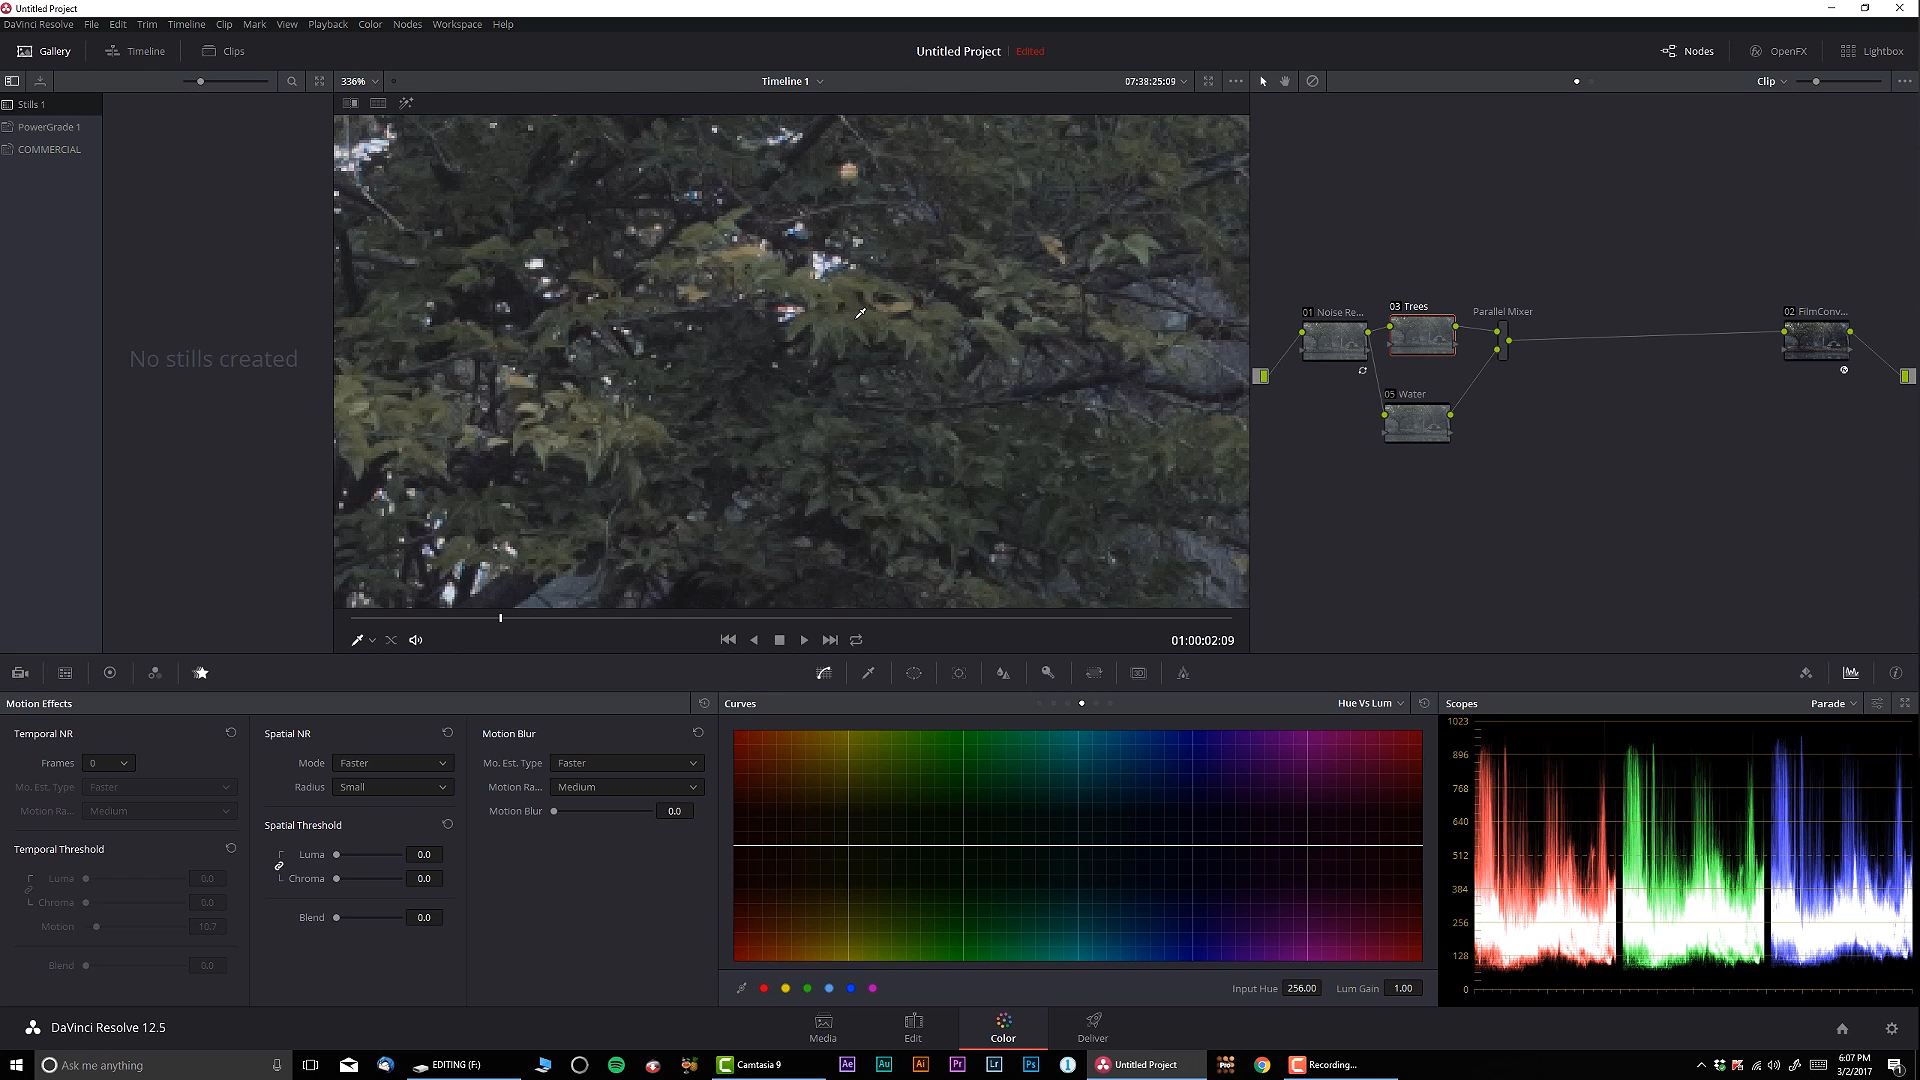 Untitled Project
DaVinci Resolve File Edit Trim Timeline Clip Mark View Playback Color Nodes Workspace Help
Gallery Timeline Clips Untitled Project Edited Nodes OpenFX Lightbox
336% Timeline 1 07:38:25:09 Clip
Stills 1
PowerGrade 1
COMMERCIAL
No stills created
01 Noise Re...
03 Trees
Parallel Mixer
02 FilmConv...
05 Water
01:00:02:09
Motion Effects Curves Hue Vs Lum Scopes Parade
Temporal NR Spatial NR Motion Blur
Frames 0 Mode Faster Mo. Est. Type Faster
Mo. Est. Type Faster Radius Small Motion Ra... Medium
Motion Ra... Medium Motion Blur 0.0
Spatial Threshold
Temporal Threshold
Luma 0.0
Luma 0.0 Chroma 0.0
Chroma 0.0
Motion 10.7 Blend 0.0
Blend 0.0
1023
896
768
640
512
384
256
128
0
Input Hue 256.00 Lum Gain 1.00
DaVinci Resolve 12.5
Media Edit Color Deliver
Ask me anything EDITING (F:) Camtasia 9 Ae Au Ai Pr Lr Ps Untitled Project Recording...
6:07 PM
3/2/2017